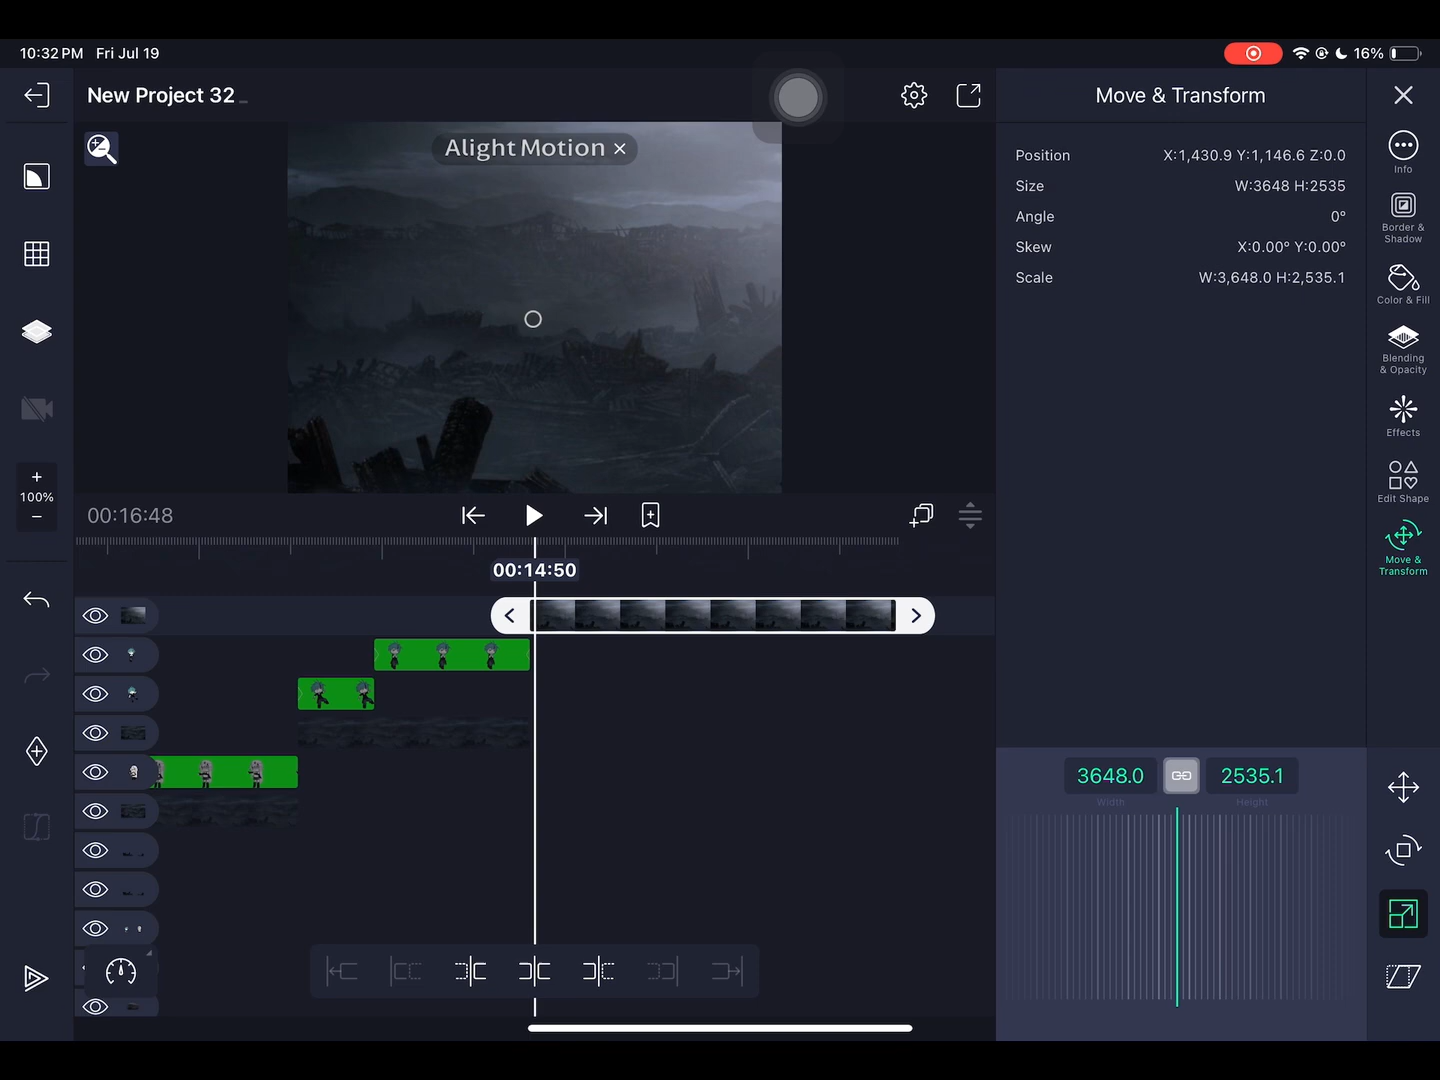 10:32 PM Fri Jul 19
16%
New Project 32
Move & Transform
Alight Motion ×
Position X:1,430.9 Y:1,146.6 Z:0.0
Size W:3648 H:2535
Angle 0°
Skew X:0.00° Y:0.00°
Scale W:3,648.0 H:2,535.1
Info
Border &
Shadow
Color & Fill
Blending
& Opacity
Effects
Edit Shape
Move &
Transform
+
100%
−
00:16:48
00:14:50
3648.0 2535.1
Width Height